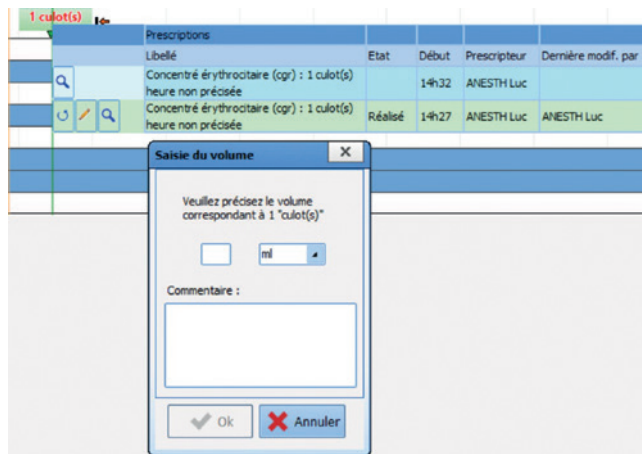 1 culot(s)
Prescriptions
Libellé Etat Début Prescripteur Dernière modif. par
Concentré érythrocitaire (cgr) : 1 culot(s)
heure non précisée
14h32 ANESTH Luc
Concentré érythrocitaire (cgr) : 1 culot(s)
heure non précisée
Réalisé 14h27 ANESTH Luc ANESTH Luc
Saisie du volume
Veuillez précisez le volume
correspondant à 1 "culot(s)"
ml
Commentaire :
Ok Annuler